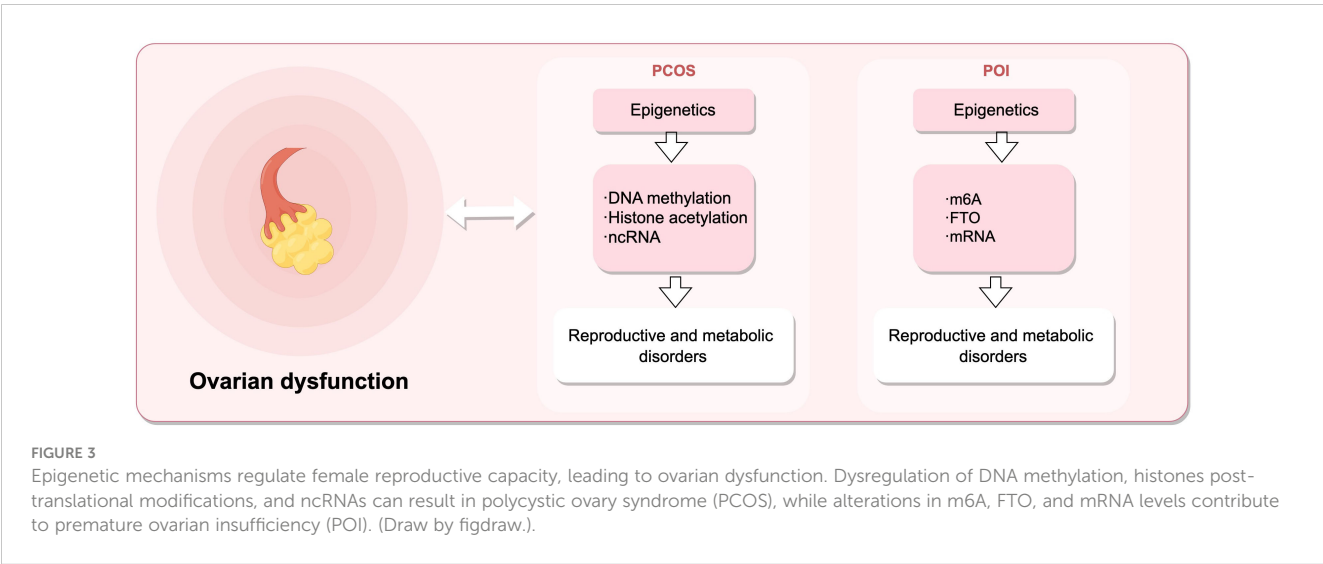 PCOS
Epigenetics
·DNA methylation
·Histone acetylation
·ncRNA
Reproductive and metabolic
disorders
POI
Epigenetics
·m6A
·FTO
·mRNA
Reproductive and metabolic
disorders
Ovarian dysfunction
FIGURE 3
Epigenetic mechanisms regulate female reproductive capacity, leading to ovarian dysfunction. Dysregulation of DNA methylation, histones post-
translational modifications, and ncRNAs can result in polycystic ovary syndrome (PCOS), while alterations in m6A, FTO, and mRNA levels contribute
to premature ovarian insufficiency (POI). (Draw by figdraw.).